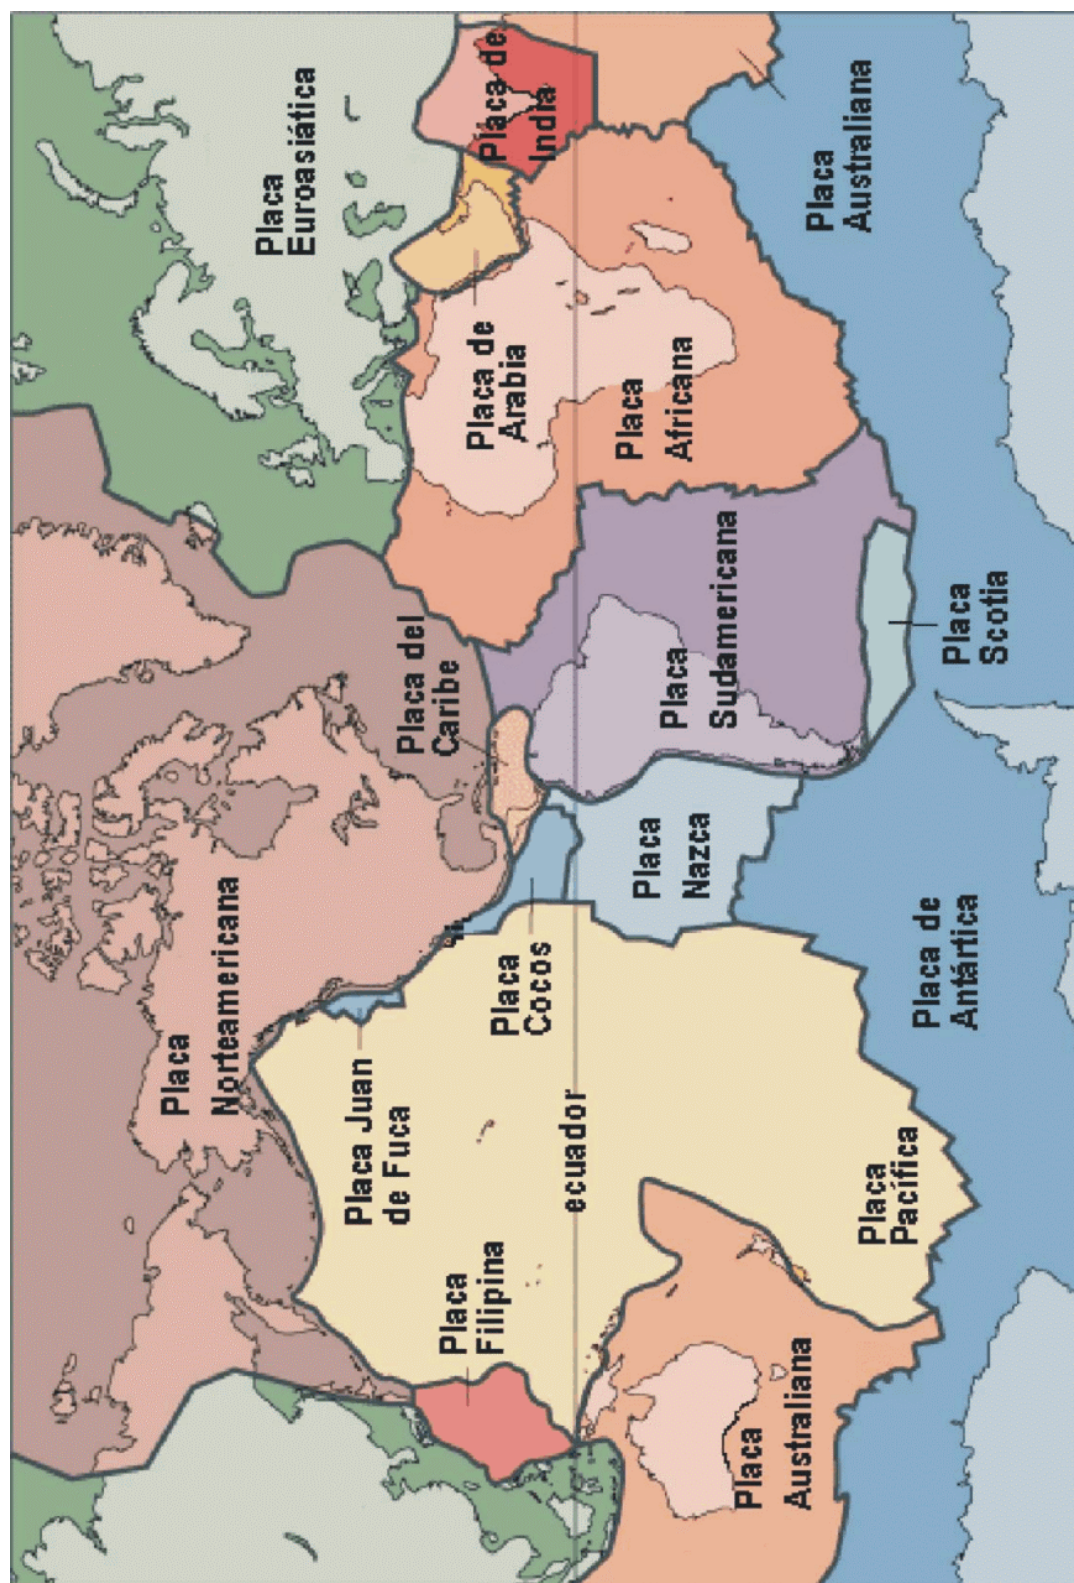 Placa
Norteamericana
Placa
Euroasiática
Placa Juan
de Fuca
Placa del
Caribe
Placa
Filipina
Placa de
Arabia
Placa de
India
Placa
Cocos
ecuador
Placa
Africana
Placa
Nazca
Placa
Sudamericana
Placa
Australiana
Placa
Australiana
Placa
Pacífica
Placa de
Antártica
Placa
Scotia